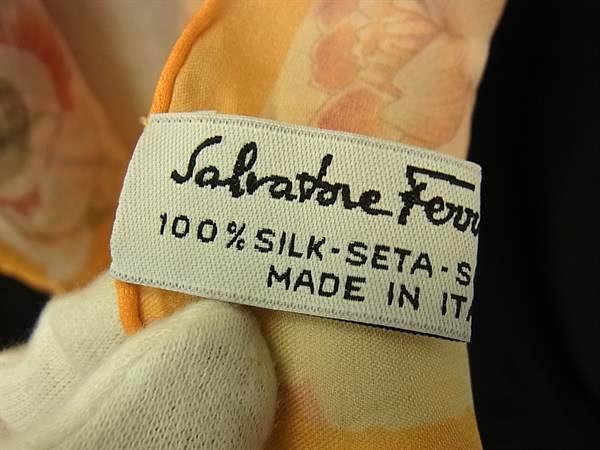 Salvatore Ferr
100% SILK-SETA-S
MADE IN ITA